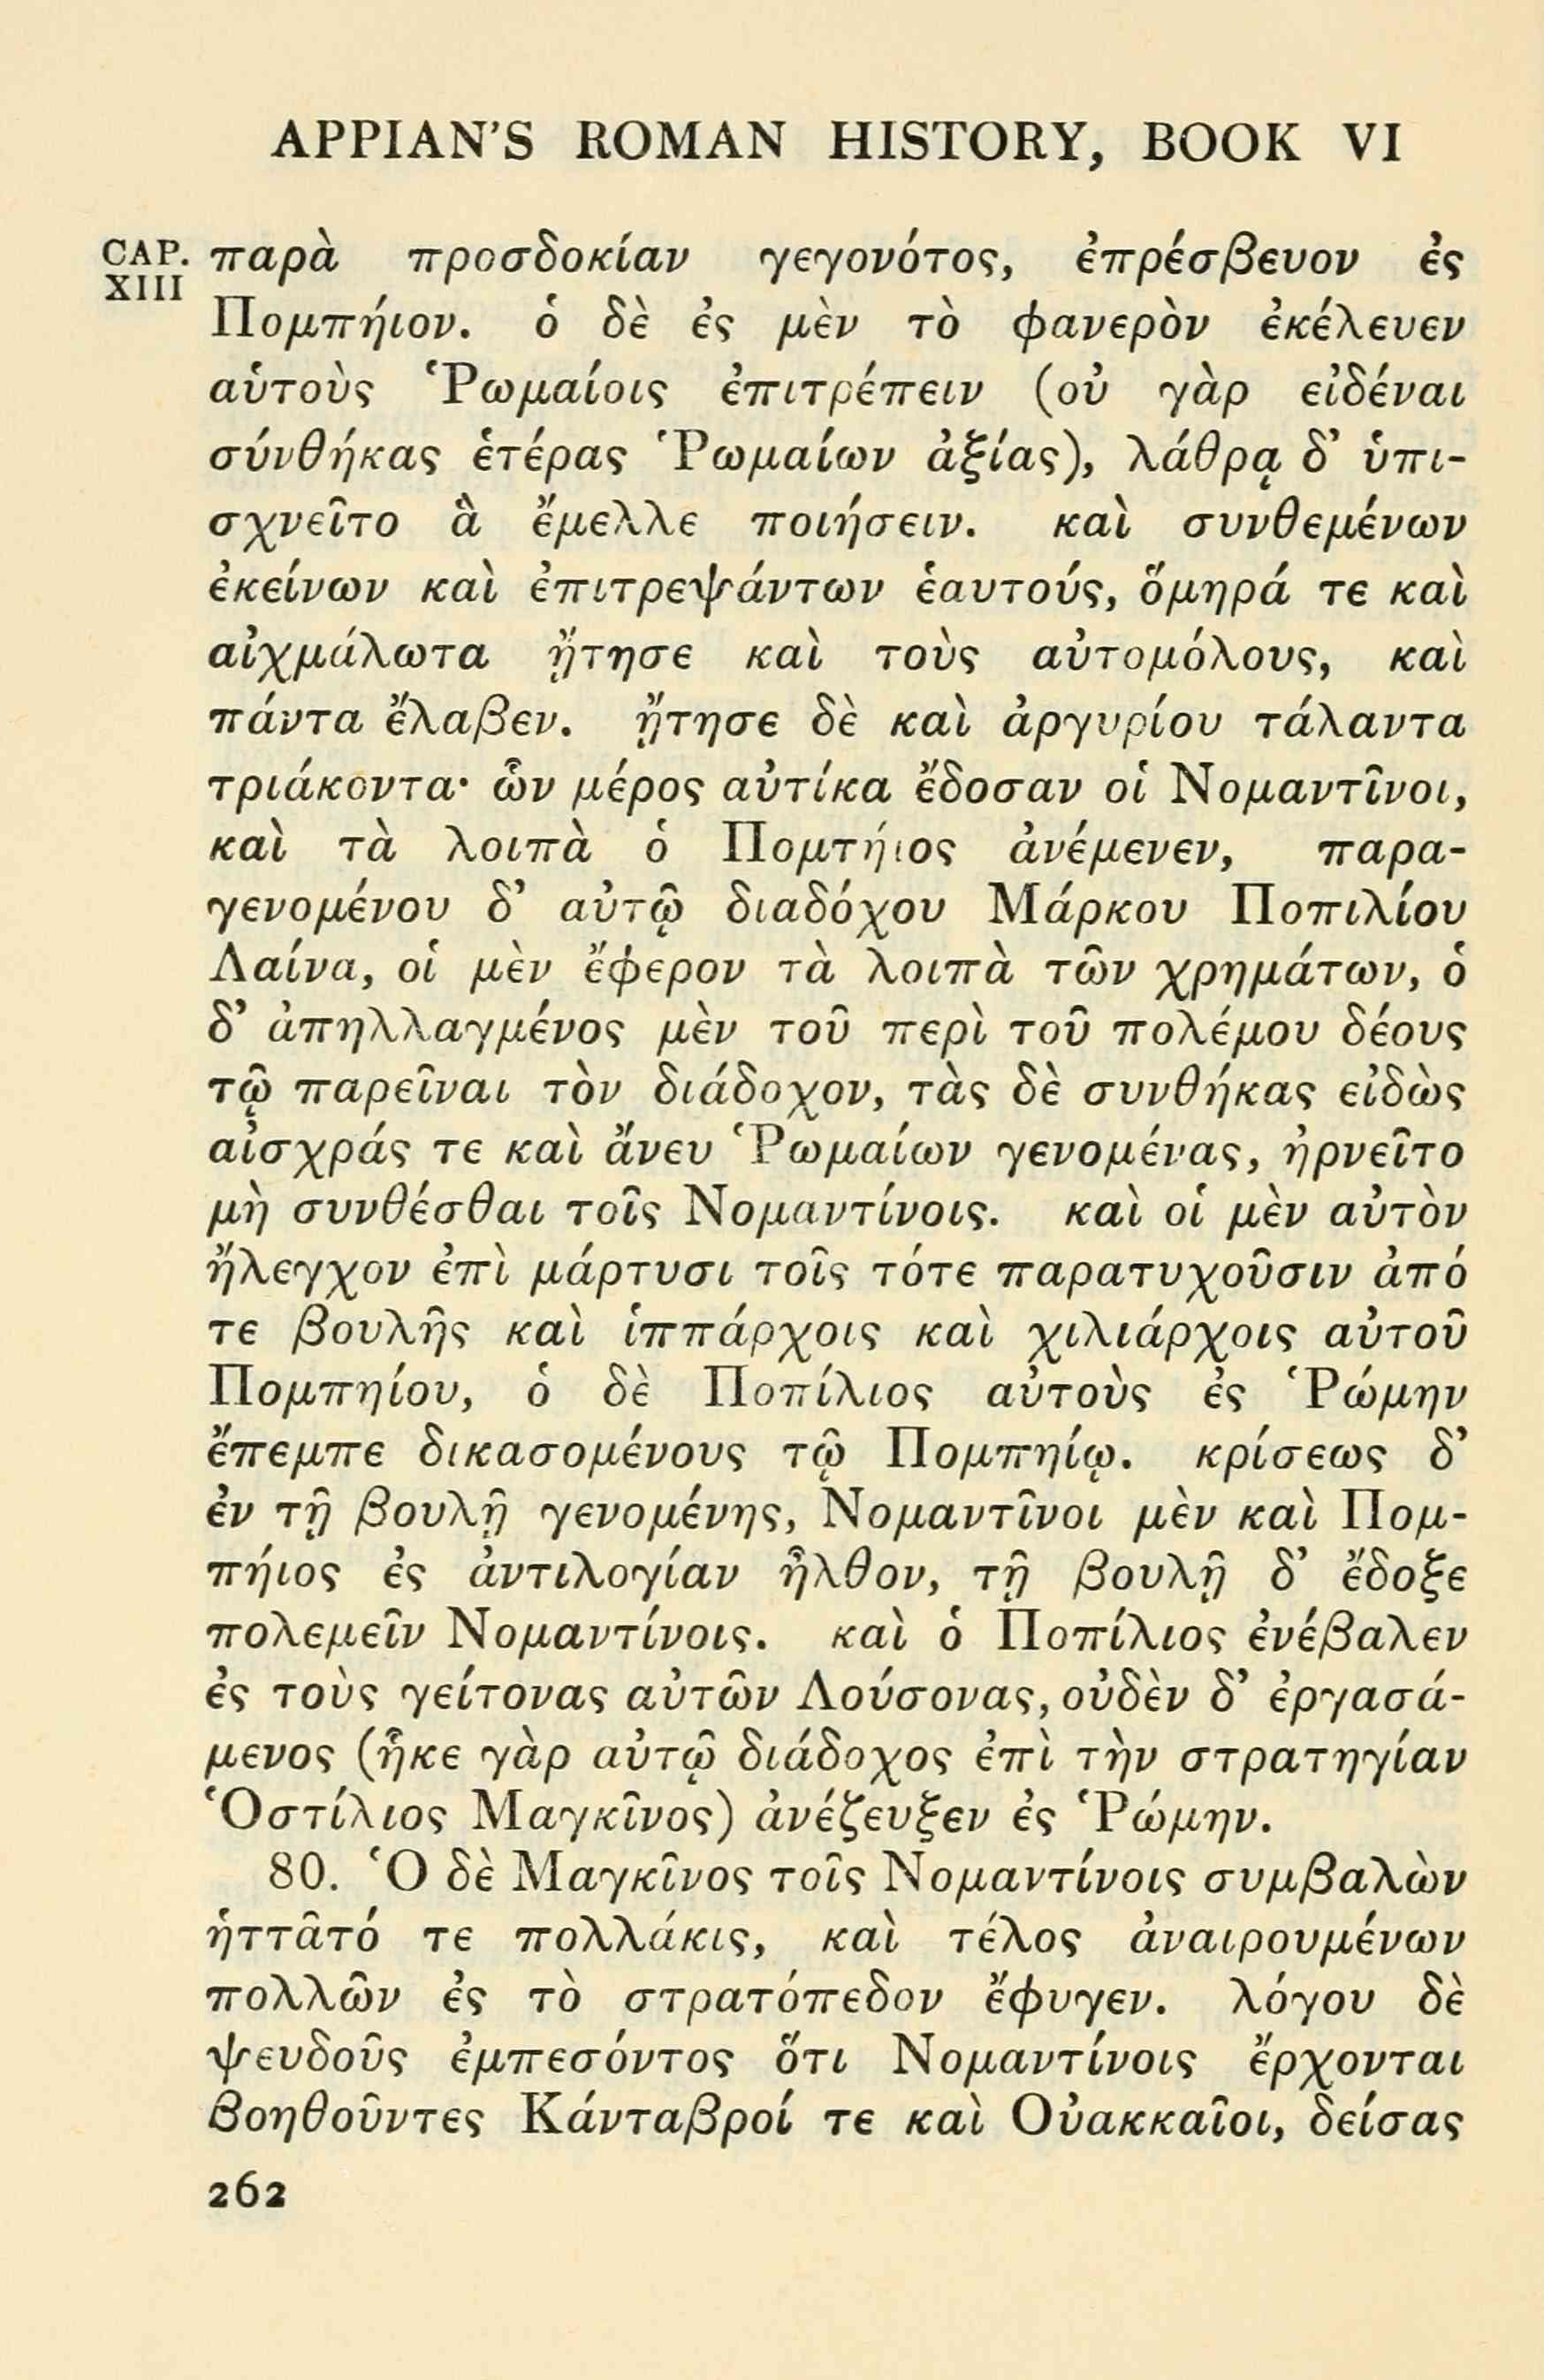 APPIAN'S ROMAN HISTORY, BOOK VI
CAP. XIII
παρὰ προσδοκίαν γεγονότος, ἐπρέσβευον ἐς
Πομπήιον. ὁ δὲ ἐς μὲν τὸ φανερὸν ἐκέλευεν
αὑτοὺς Ῥωμαίοις ἐπιτρέπειν (οὐ γὰρ εἰδέναι
σύνθήκας ἑτέρας Ῥωμαίων ἀξίας), λάθρᾳ δ’ ὑπι-
σχνεῖτο ἃ ἔμελλε ποιήσειν. καὶ συνθεμένων
ἐκείνων καὶ ἐπιτρεψάντων ἑαυτούς, ὅμηρά τε καὶ
αἰχμάλωτα ᾔτησε καὶ τοὺς αὐτομόλους, καὶ
πάντα ἔλαβεν. ᾔτησε δὲ καὶ ἀργυρίου τάλαντα
τριάκοντα· ὧν μέρος αὐτίκα ἔδοσαν οἱ Νομαντῖνοι,
καὶ τὰ λοιπὰ ὁ Πομτήιος ἀνέμενεν, παρα-
γενομένου δ’ αὐτῷ διαδόχου Μάρκου Ποπιλίου
Λαίνα, οἱ μὲν ἔφερον τὰ λοιπὰ τῶν χρημάτων, ὁ
δ’ ἀπηλλαγμένος μὲν τοῦ περὶ τοῦ πολέμου δέους
τῷ παρεῖναι τὸν διάδοχον, τὰς δὲ συνθήκας εἰδὼς
αἰσχράς τε καὶ ἄνευ Ῥωμαίων γενομένας, ἠρνεῖτο
μὴ συνθέσθαι τοῖς Νομαντίνοις. καὶ οἱ μὲν αὐτὸν
ἤλεγχον ἐπὶ μάρτυσι τοῖς τότε παρατυχοῦσιν ἀπό
τε βουλῆς καὶ ἱππάρχοις καὶ χιλιάρχοις αὐτοῦ
Πομπηίου, ὁ δὲ Ποπίλιος αὐτοὺς ἐς Ῥώμην
ἔπεμπε δικασομένους τῷ Πομπηίῳ. κρίσεως δ’
ἐν τῇ βουλῇ γενομένης, Νομαντῖνοι μὲν καὶ Πομ-
πήιος ἐς ἀντιλογίαν ἦλθον, τῇ βουλῇ δ’ ἔδοξε
πολεμεῖν Νομαντίνοις. καὶ ὁ Ποπίλιος ἐνέβαλεν
ἐς τοὺς γείτονας αὐτῶν Λούσονας, οὐδὲν δ’ ἐργασά-
μενος (ἧκε γὰρ αὐτῷ διάδοχος ἐπὶ τὴν στρατηγίαν
Ὁστίλιος Μαγκῖνος) ἀνέζευξεν ἐς Ῥώμην.
80. Ὁ δὲ Μαγκῖνος τοῖς Νομαντίνοις συμβαλὼν
ἡττᾶτό τε πολλάκις, καὶ τέλος ἀναιρουμένων
πολλῶν ἐς τὸ στρατόπεδον ἔφυγεν. λόγου δὲ
ψευδοῦς ἐμπεσόντος ὅτι Νομαντίνοις ἔρχονται
βοηθοῦντες Κάνταβροί τε καὶ Οὐακκαῖοι, δείσας
262